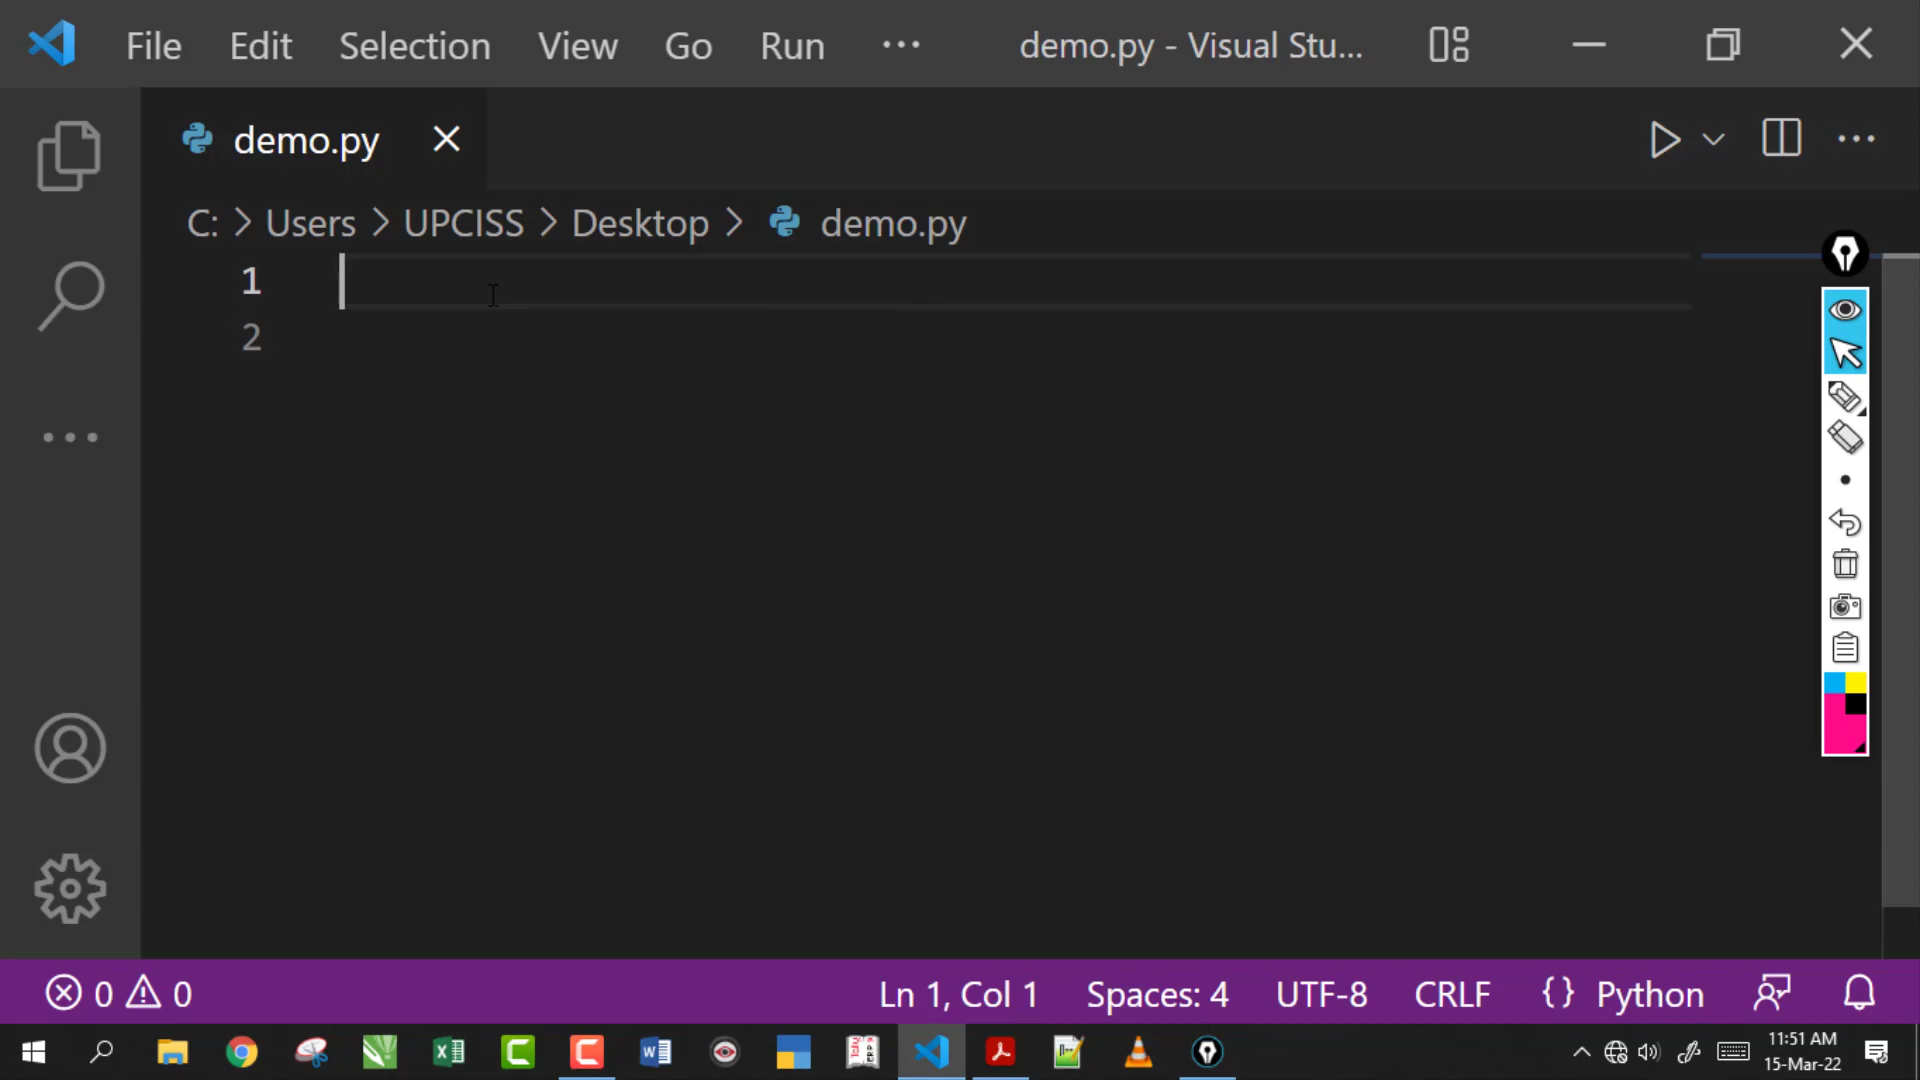 File Edit Selection View Go Run ··· demo.py - Visual Stu...
demo.py
C: > Users > UPCISS > Desktop > demo.py
1
2
0 0 Ln 1, Col 1 Spaces: 4 UTF-8 CRLF {} Python
11:51 AM
15-Mar-22